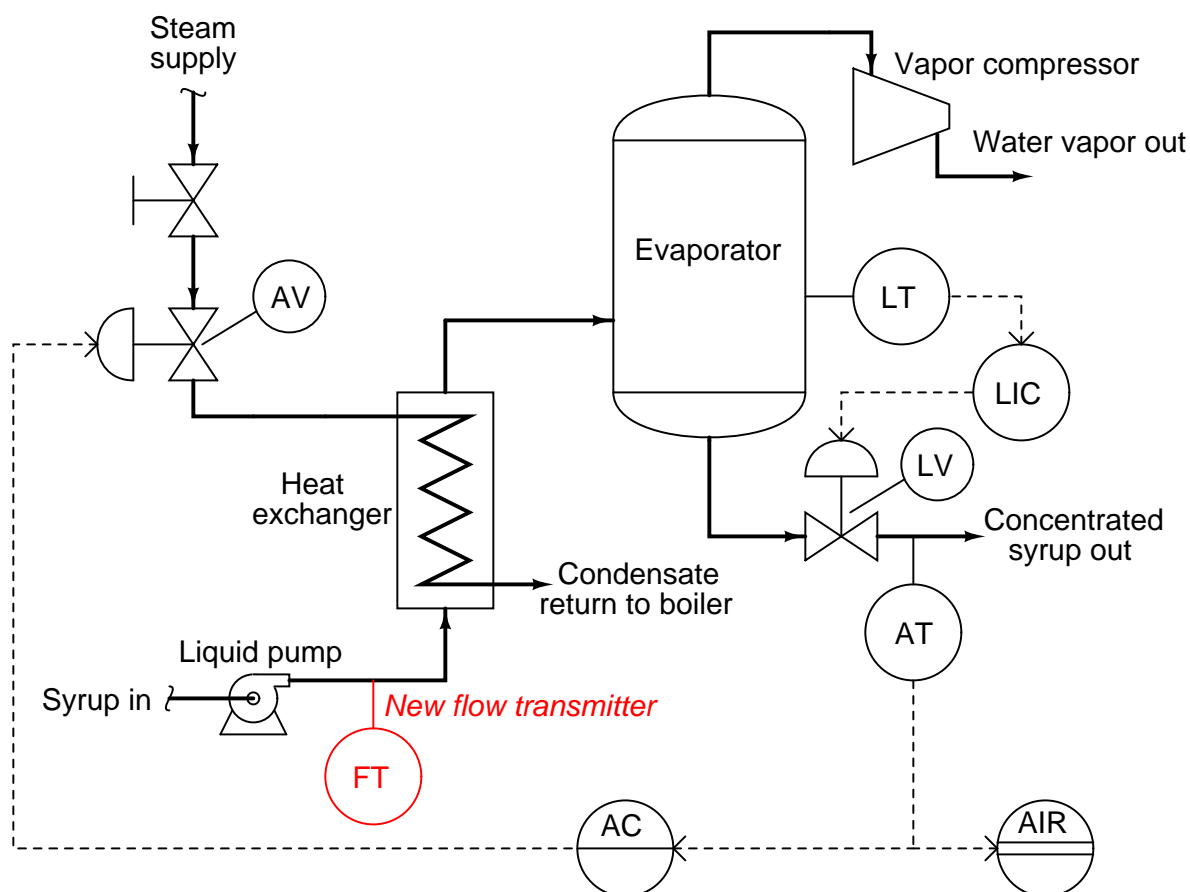 Steam
supply
Vapor compressor
Water vapor out
Evaporator
AV
LT
LIC
LV
Heat
exchanger
Concentrated
syrup out
Condensate
return to boiler
AT
Liquid pump
Syrup in
New flow transmitter
FT
AC
AIR